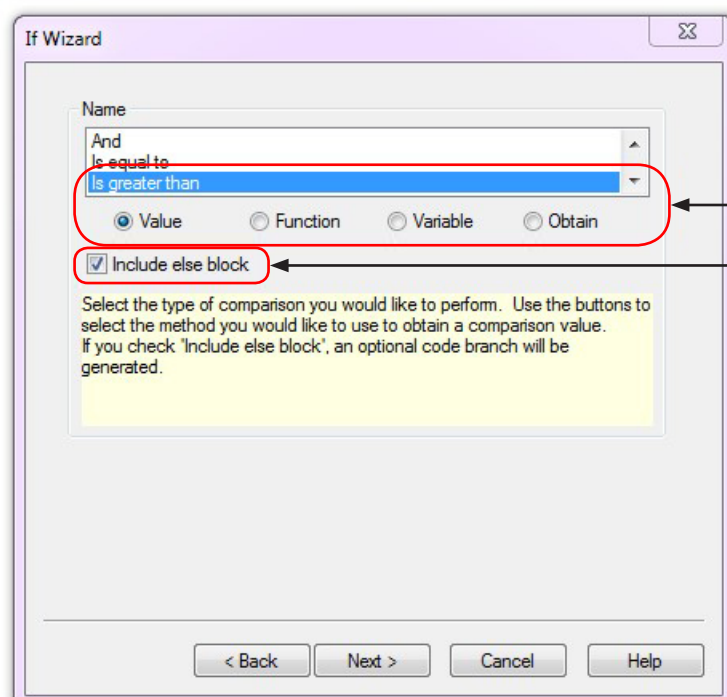 If Wizard
Name
And
Is equal to
Is greater than
Value Function Variable Obtain
Include else block
Select the type of comparison you would like to perform. Use the buttons to
select the method you would like to use to obtain a comparison value.
If you check 'Include else block', an optional code branch will be
generated.
< Back Next > Cancel Help